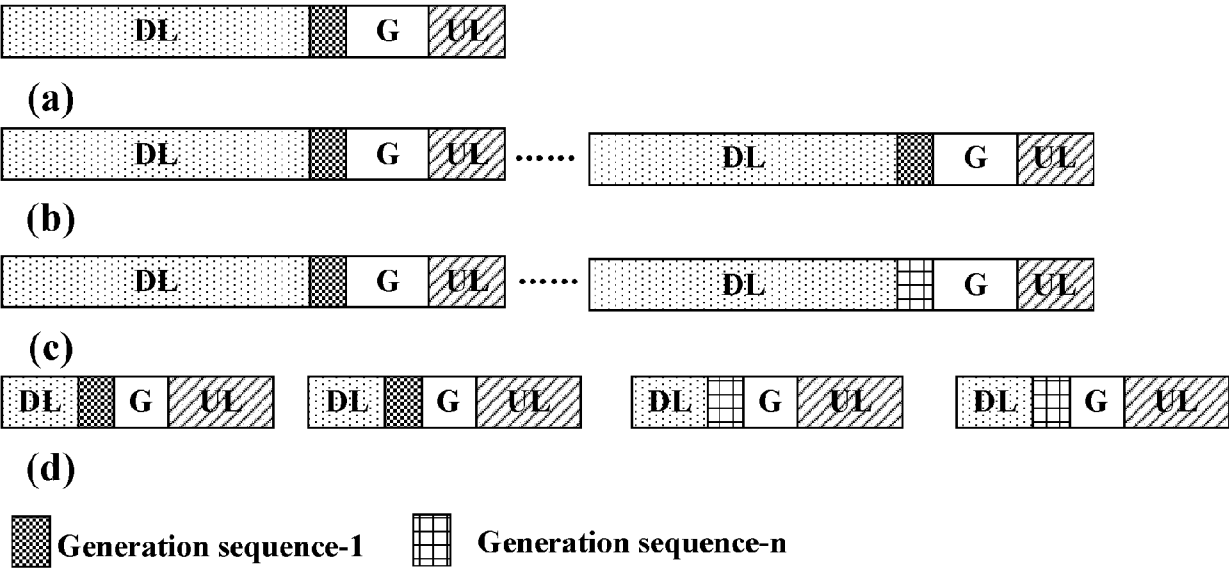 DL G UL
(a)
DL G UL ...... DL G UL
(b)
DL G UL ...... DL G UL
(c)
DL G UL DL G UL DL G UL DL G UL
(d)
Generation sequence-1 Generation sequence-n